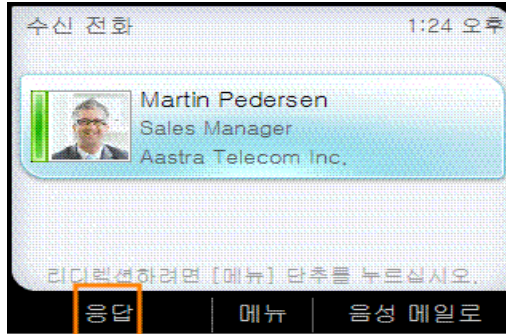 수신 전화 1:24 오후
Martin Pedersen
Sales Manager
Aastra Telecom Inc.
리디렉션하려면 [메뉴] 단추를 누르십시오.
응답 메뉴 음성 메일로